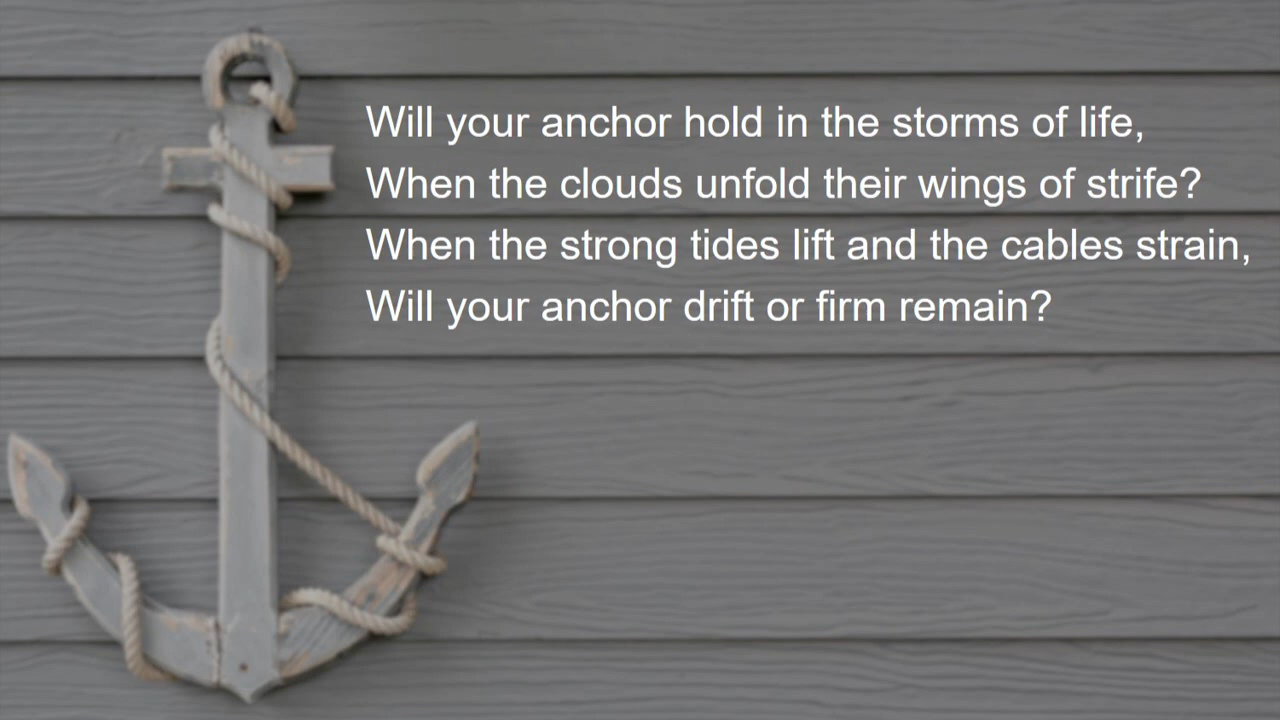 Will your anchor hold in the storms of life,
When the clouds unfold their wings of strife?
When the strong tides lift and the cables strain,
Will your anchor drift or firm remain?